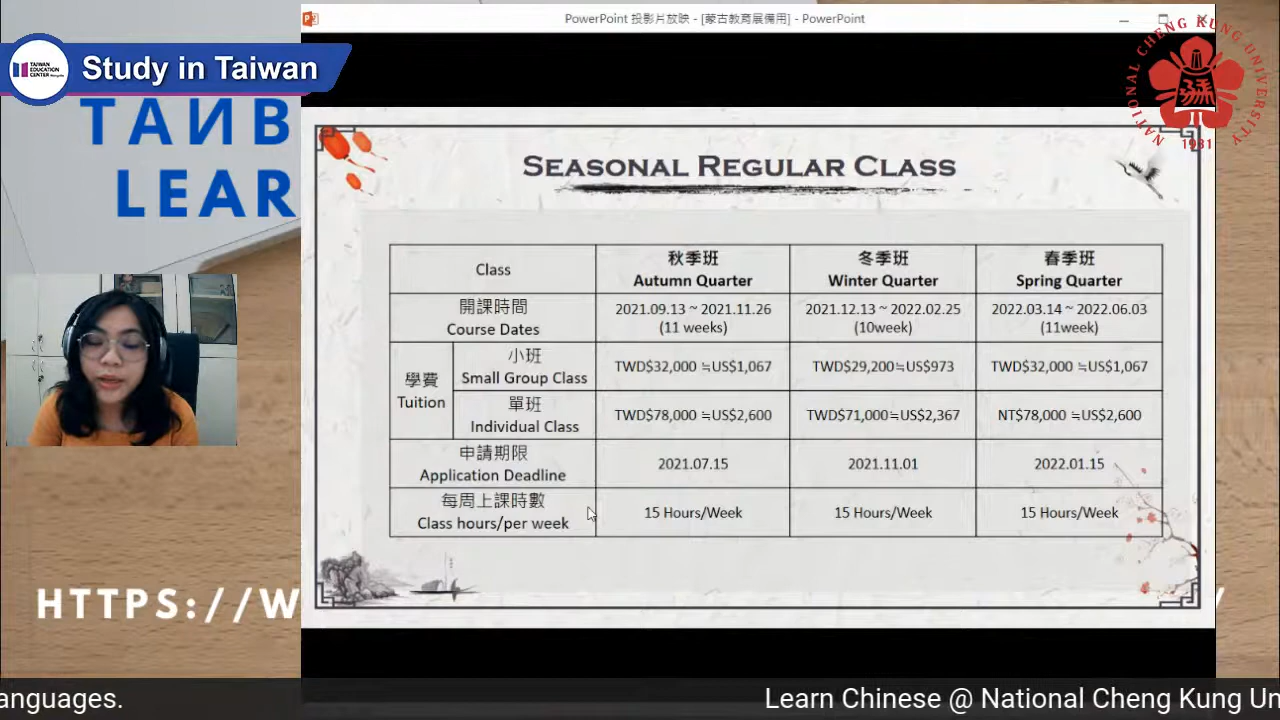 PowerPoint 投影片放映 - [蒙古教育展備用] - PowerPoint
TAIWAN
EDUCATION
CENTER
Study in Taiwan
NATIONAL CHENG KUNG UNIVERSITY
1931
ТАИВ
LEAR
SEASONAL REGULAR CLASS
Class
秋季班
Autumn Quarter
冬季班
Winter Quarter
春季班
Spring Quarter
開課時間
Course Dates
2021.09.13 ~ 2021.11.26
(11 weeks)
2021.12.13 ~ 2022.02.25
(10week)
2022.03.14 ~ 2022.06.03
(11week)
學費
Tuition
小班
Small Group Class
TWD$32,000 ≒US$1,067
TWD$29,200≒US$973
TWD$32,000 ≒US$1,067
單班
Individual Class
TWD$78,000 ≒US$2,600
TWD$71,000≒US$2,367
NT$78,000 ≒US$2,600
申請期限
Application Deadline
2021.07.15
2021.11.01
2022.01.15
每周上課時數
Class hours/per week
15 Hours/Week
15 Hours/Week
15 Hours/Week
HTTPS://W
anguages.
Learn Chinese @ National Cheng Kung Un